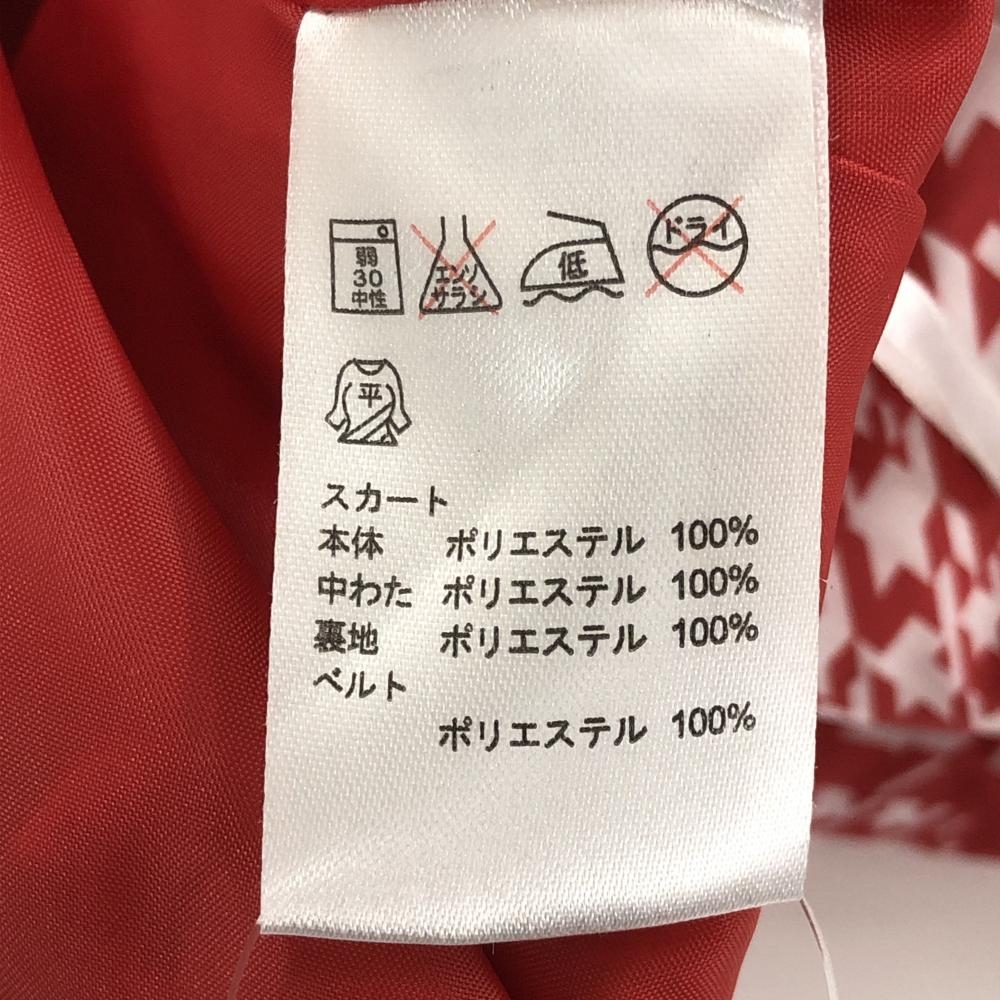 弱
30
中性
エンソ
サラシ
低
ドライ
平
スカート
本体 ポリエステル 100%
中わた ポリエステル 100%
裏地 ポリエステル 100%
ベルト
ポリエステル 100%